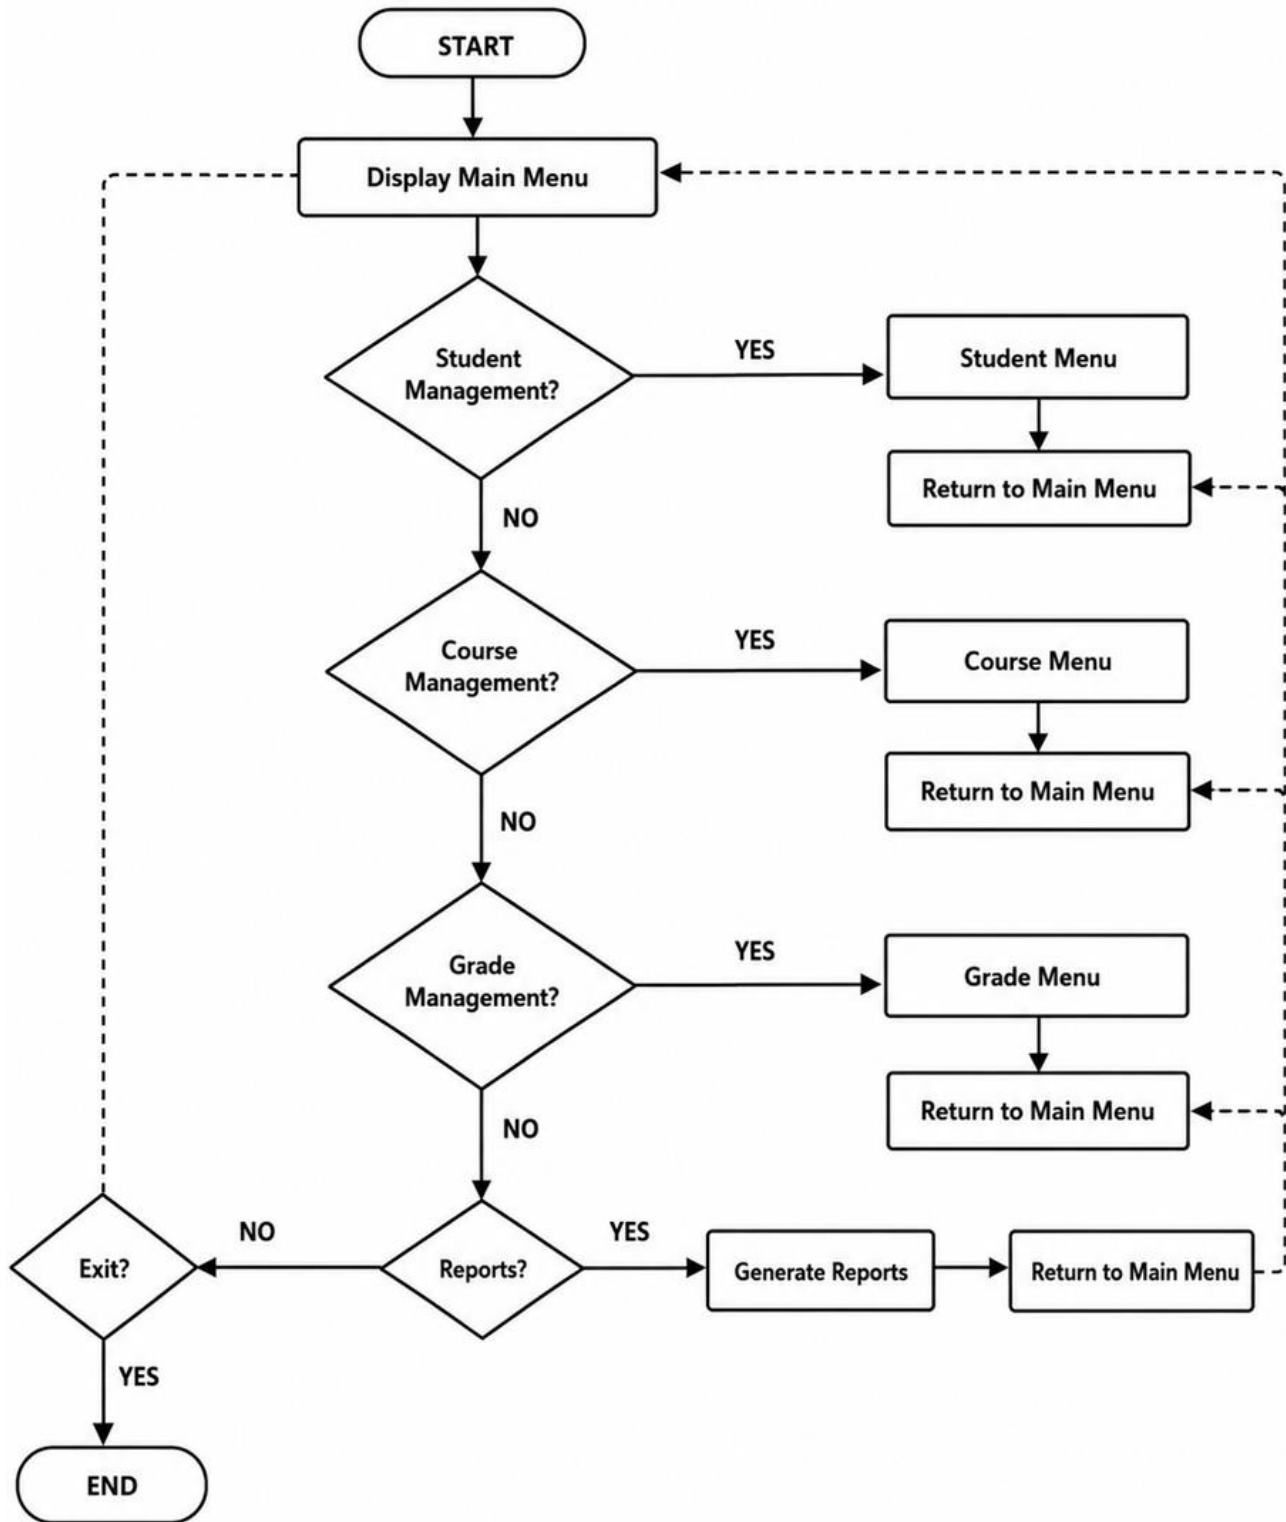 START
Display Main Menu
Student
Management?
YES
Student Menu
Return to Main Menu
NO
Course
Management?
YES
Course Menu
Return to Main Menu
NO
Grade
Management?
YES
Grade Menu
Return to Main Menu
NO
Reports?
YES
Generate Reports
Return to Main Menu
NO
Exit?
YES
END